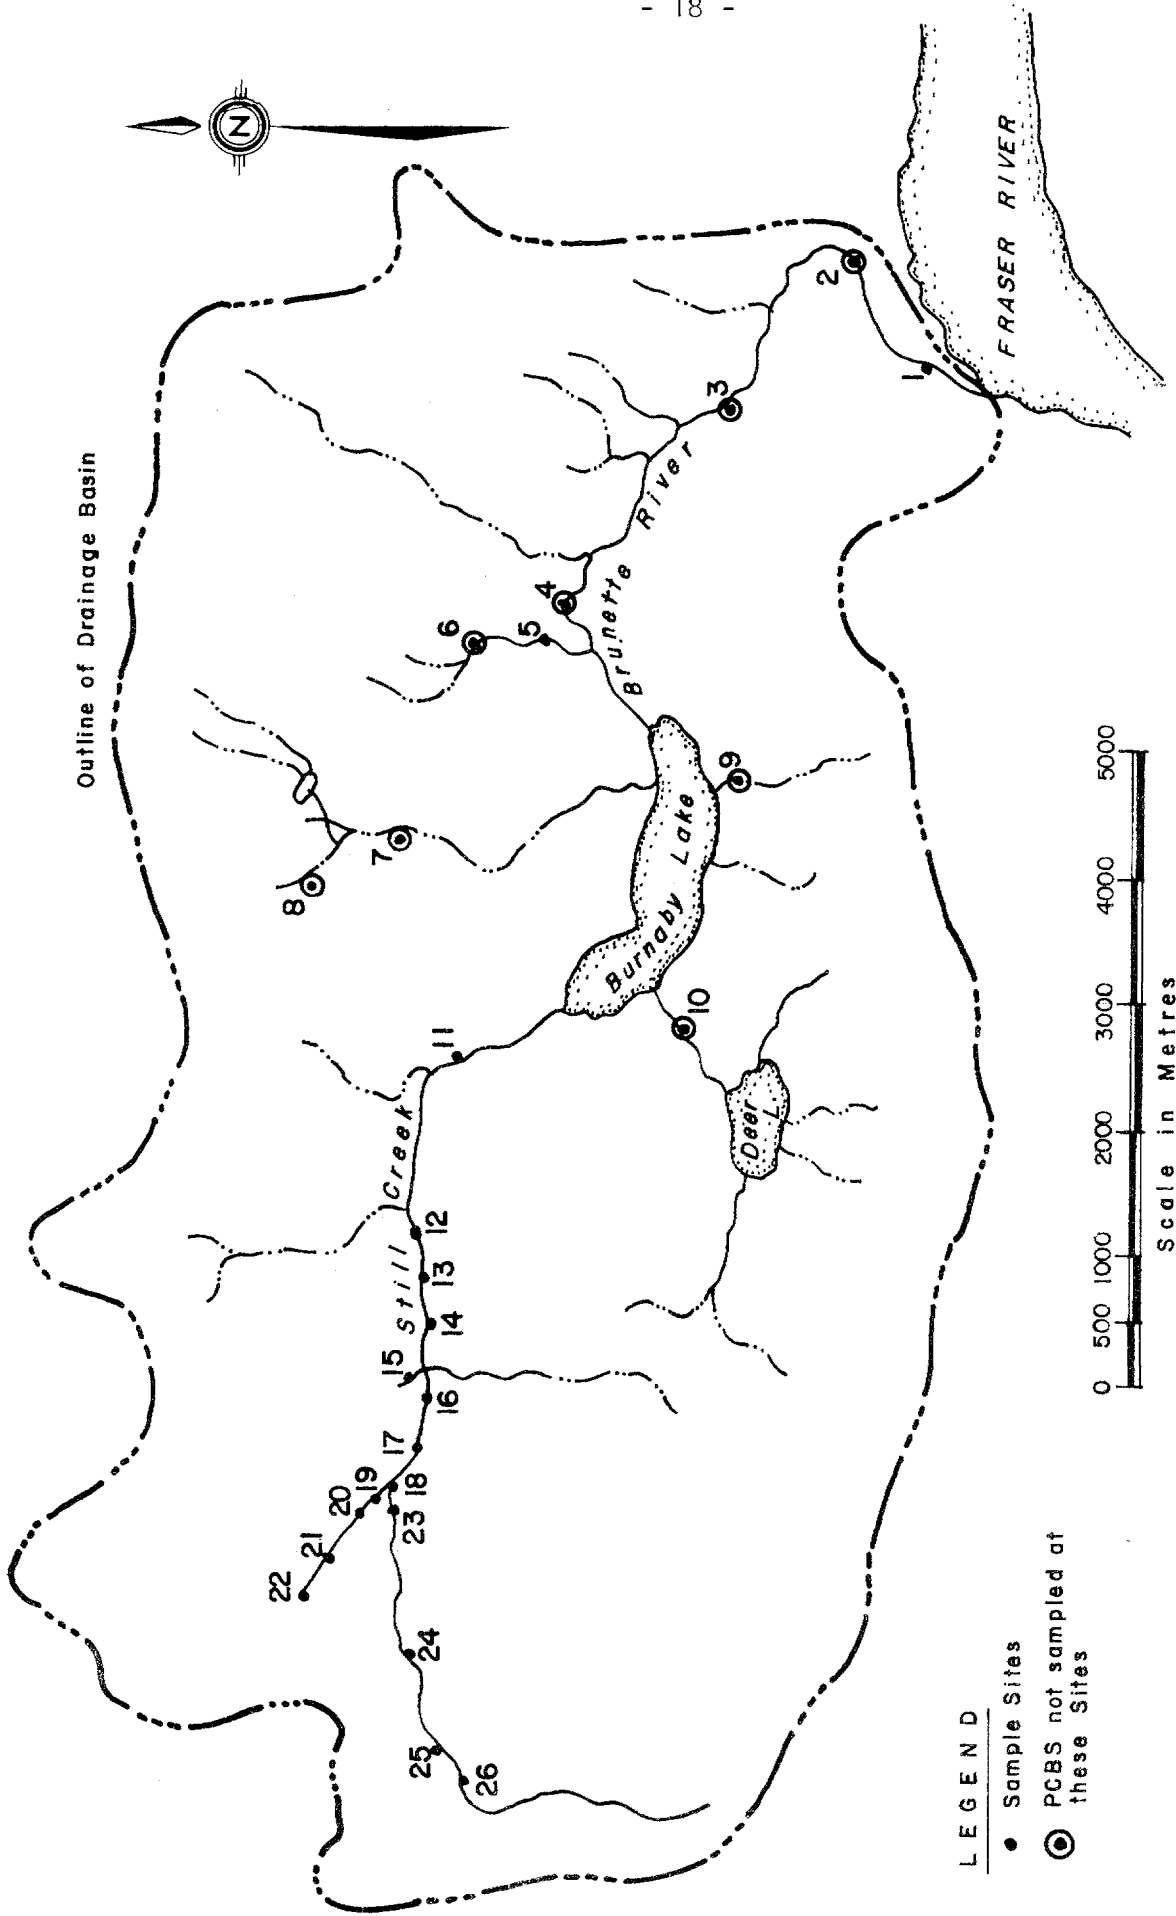 - 18 -
N
Outline of Drainage Basin
FRASER RIVER
Brunette River
Burnaby Lake
Deer L.
Still Creek
1
2
3
4
5
6
7
8
9
10
11
12
13
14
15
16
17
18
19
20
21
22
23
24
25
26
LEGEND
Sample Sites
PCBS not sampled at
these Sites
0 500 1000 2000 3000 4000 5000
Scale in Metres